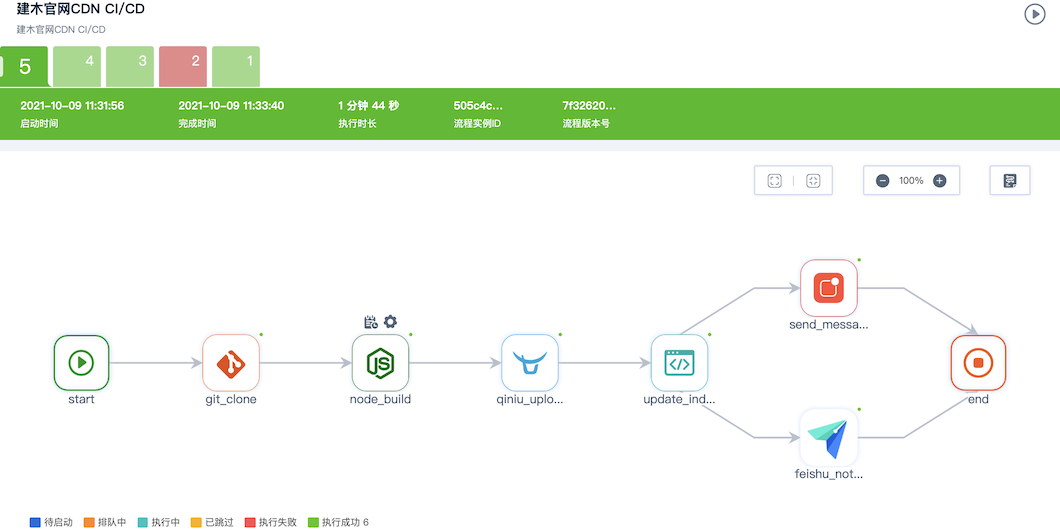 建木官网CDN CI/CD
建木官网CDN CI/CD
5 4 3 2 1
2021-10-09 11:31:56 2021-10-09 11:33:40 1 分钟 44 秒 505c4c... 7f32620...
启动时间 完成时间 执行时长 流程实例ID 流程版本号
100%
send_messa...
start git_clone node_build qiniu_uplo... update_ind... end
feishu_not...
待启动 排队中 执行中 已跳过 执行失败 执行成功 6